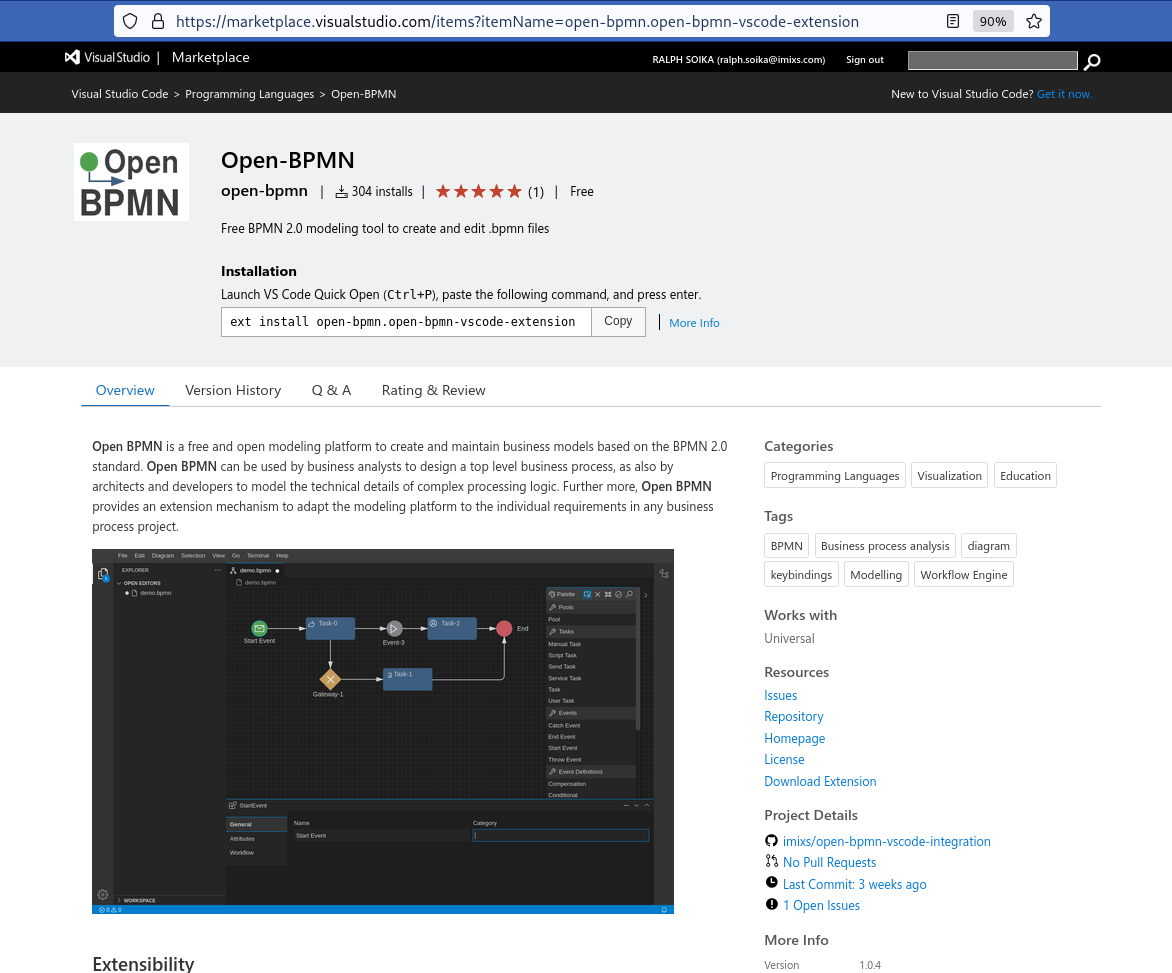 https://marketplace.visualstudio.com/items?itemName=open-bpmn.open-bpmn-vscode-extension
90%
Visual Studio | Marketplace
RALPH SOIKA (ralph.soika@imixs.com)
Sign out
Visual Studio Code > Programming Languages > Open-BPMN
New to Visual Studio Code? Get it now.
Open
BPMN
Open-BPMN
open-bpmn | 304 installs | (1) | Free
Free BPMN 2.0 modeling tool to create and edit .bpmn files
Installation
Launch VS Code Quick Open (Ctrl+P), paste the following command, and press enter.
ext install open-bpmn.open-bpmn-vscode-extension
Copy
More Info
Overview
Version History
Q & A
Rating & Review
Open BPMN is a free and open modeling platform to create and maintain business models based on the BPMN 2.0
standard. Open BPMN can be used by business analysts to design a top level business process, as also by
architects and developers to model the technical details of complex processing logic. Further more, Open BPMN
provides an extension mechanism to adapt the modeling platform to the individual requirements in any business
process project.
File Edit Diagram Selection View Go Terminal Help
EXPLORER
OPEN EDITORS
demo.bpmn
demo.bpmn
demo.bpmn
Start Event
Task-0
Event-3
Task-2
End
Gateway-1
Task-1
Palette
Pools
Pool
Tasks
Manual Task
Script Task
Send Task
Service Task
Task
User Task
Events
Catch Event
End Event
Start Event
Throw Event
Event Definitions
Compensation
Conditional
StartEvent
General
Attributes
Workflow
Name
Start Event
Category
WORKSPACE
0 0
Extensibility
Categories
Programming Languages
Visualization
Education
Tags
BPMN
Business process analysis
diagram
keybindings
Modelling
Workflow Engine
Works with
Universal
Resources
Issues
Repository
Homepage
License
Download Extension
Project Details
imixs/open-bpmn-vscode-integration
No Pull Requests
Last Commit: 3 weeks ago
1 Open Issues
More Info
Version 1.0.4